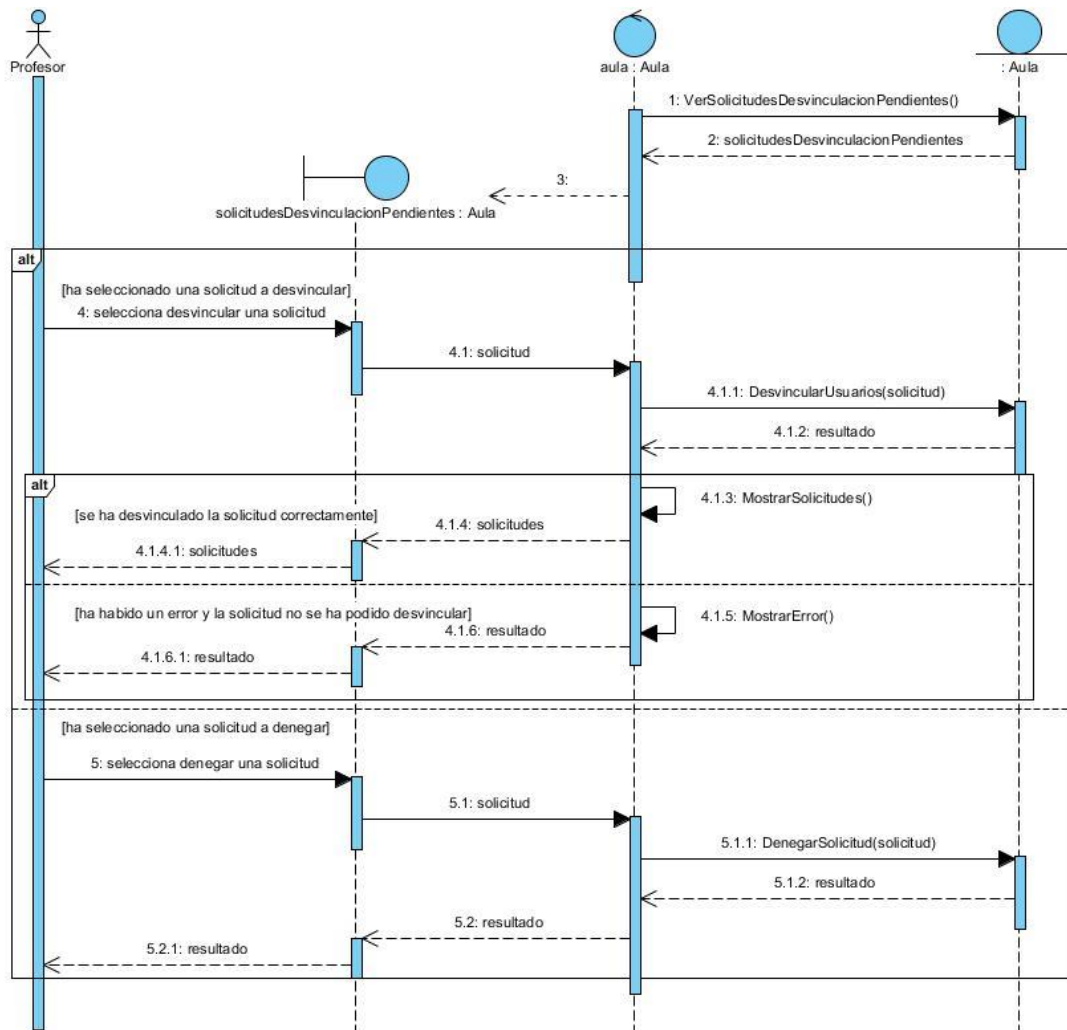 Profesor
aula : Aula
: Aula
1: VerSolicitudesDesvinculacionPendientes()
2: solicitudesDesvinculacionPendientes
3:
solicitudesDesvinculacionPendientes : Aula
alt
[ha seleccionado una solicitud a desvincular]
4: selecciona desvincular una solicitud
4.1: solicitud
4.1.1: DesvincularUsuarios(solicitud)
4.1.2: resultado
alt
4.1.3: MostrarSolicitudes()
[se ha desvinculado la solicitud correctamente]
4.1.4: solicitudes
4.1.4.1: solicitudes
[ha habido un error y la solicitud no se ha podido desvincular]
4.1.5: MostrarError()
4.1.6: resultado
4.1.6.1: resultado
[ha seleccionado una solicitud a denegar]
5: selecciona denegar una solicitud
5.1: solicitud
5.1.1: DenegarSolicitud(solicitud)
5.1.2: resultado
5.2: resultado
5.2.1: resultado